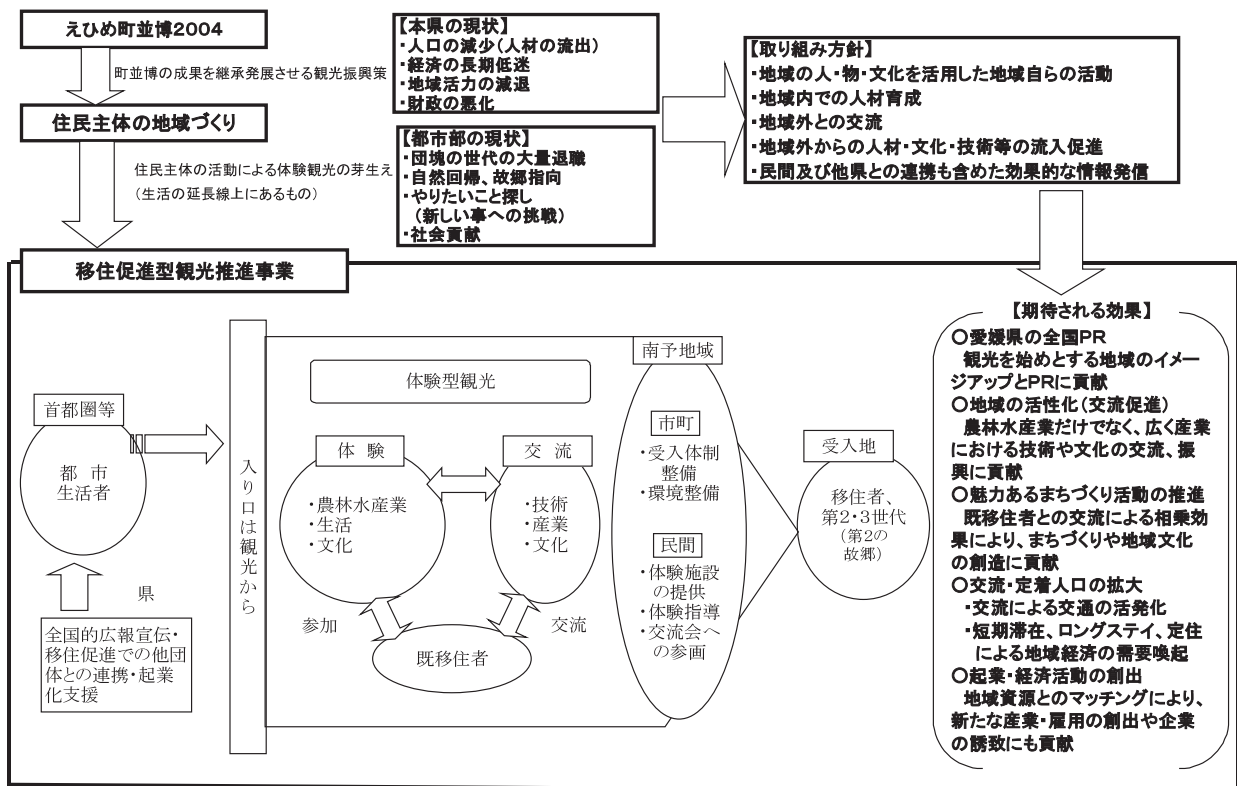 えひめ町並博2004
町並博の成果を継承発展させる観光振興策
住民主体の地域づくり
住民主体の活動による体験観光の芽生え
(生活の延長線上にあるもの)
【本県の現状】
・人口の減少(人材の流出)
・経済の長期低迷
・地域活力の減退
・財政の悪化
【都市部の現状】
・団塊の世代の大量退職
・自然回帰、故郷指向
・やりたいこと探し
(新しい事への挑戦)
・社会貢献
【取り組み方針】
・地域の人・物・文化を活用した地域自らの活動
・地域内での人材育成
・地域外との交流
・地域外からの人材・文化・技術等の流入促進
・民間及び他県との連携も含めた効果的な情報発信
移住促進型観光推進事業
首都圏等
都 市
生活者
県
全国的広報宣伝・
移住促進での他団
体との連携・起業
化支援
入り口は観光から
体験型観光
体 験
・農林水産業
・生活
・文化
交 流
・技術
・産業
・文化
参加
交流
既移住者
南予地域
市町
・受入体制
整備
・環境整備
民間
・体験施設
の提供
・体験指導
・交流会へ
の参画
受入地
移住者、
第2・3世代
(第2の
故郷)
【期待される効果】
○愛媛県の全国PR
観光を始めとする地域のイメー
ジアップとPRに貢献
○地域の活性化(交流促進)
農林水産業だけでなく、広く産業
における技術や文化の交流、振
興に貢献
○魅力あるまちづくり活動の推進
既移住者との交流による相乗効
果により、まちづくりや地域文化
の創造に貢献
○交流・定着人口の拡大
・交流による交通の活発化
・短期滞在、ロングステイ、定住
による地域経済の需要喚起
○起業・経済活動の創出
地域資源とのマッチングにより、
新たな産業・雇用の創出や企業
の誘致にも貢献